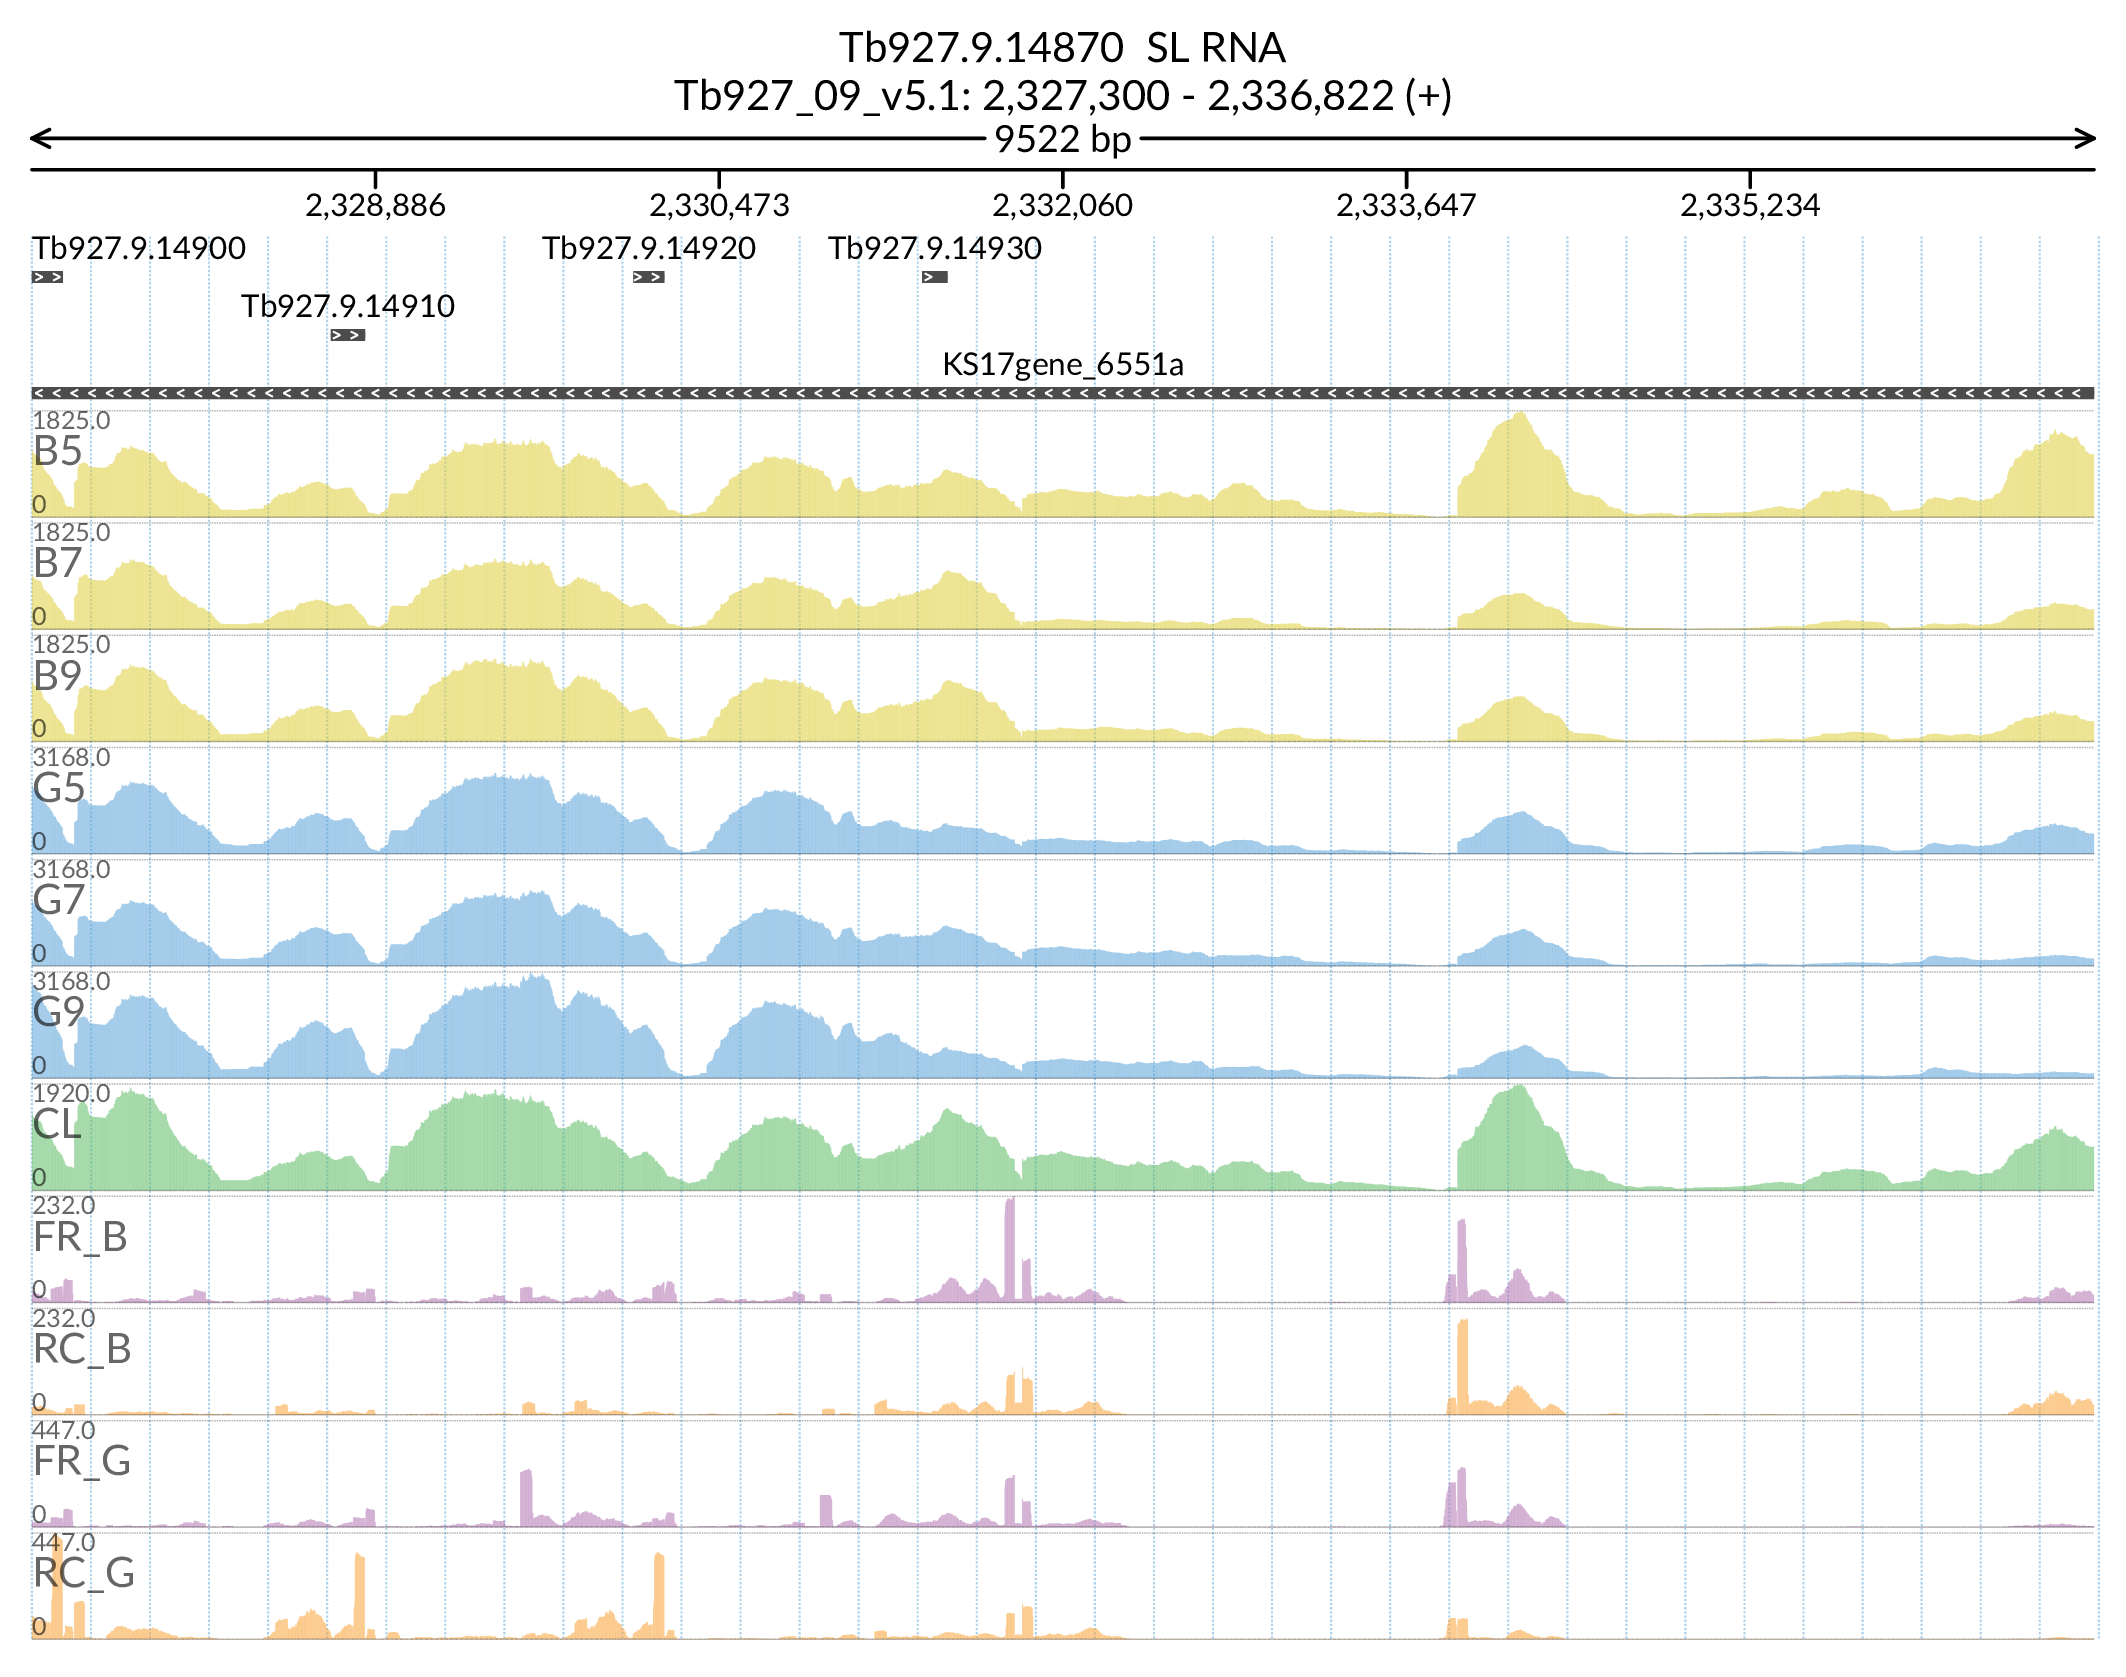 Tb927.9.14870 SL RNA
Tb927_09_v5.1: 2,327,300 - 2,336,822 (+)
9522 bp
2,328,886 2,330,473 2,332,060 2,333,647 2,335,234
Tb927.9.14900 Tb927.9.14920 Tb927.9.14930
Tb927.9.14910
KS17gene_6551a
1825.0
B5
0
1825.0
B7
0
1825.0
B9
0
3168.0
G5
0
3168.0
G7
0
3168.0
G9
0
1920.0
CL
0
232.0
FR_B
0
232.0
RC_B
0
447.0
FR_G
0
447.0
RC_G
0